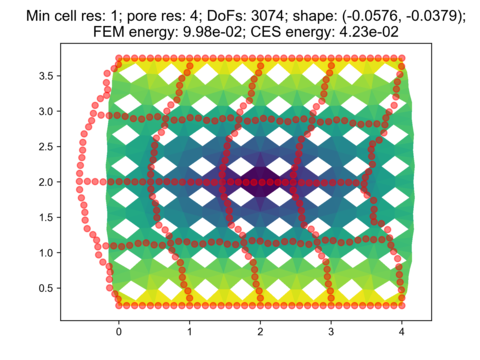 Min cell res: 1; pore res: 4; DoFs: 3074; shape: (-0.0576, -0.0379);
FEM energy: 9.98e-02; CES energy: 4.23e-02
3.5
3.0
2.5
2.0
1.5
1.0
0.5
0 1 2 3 4